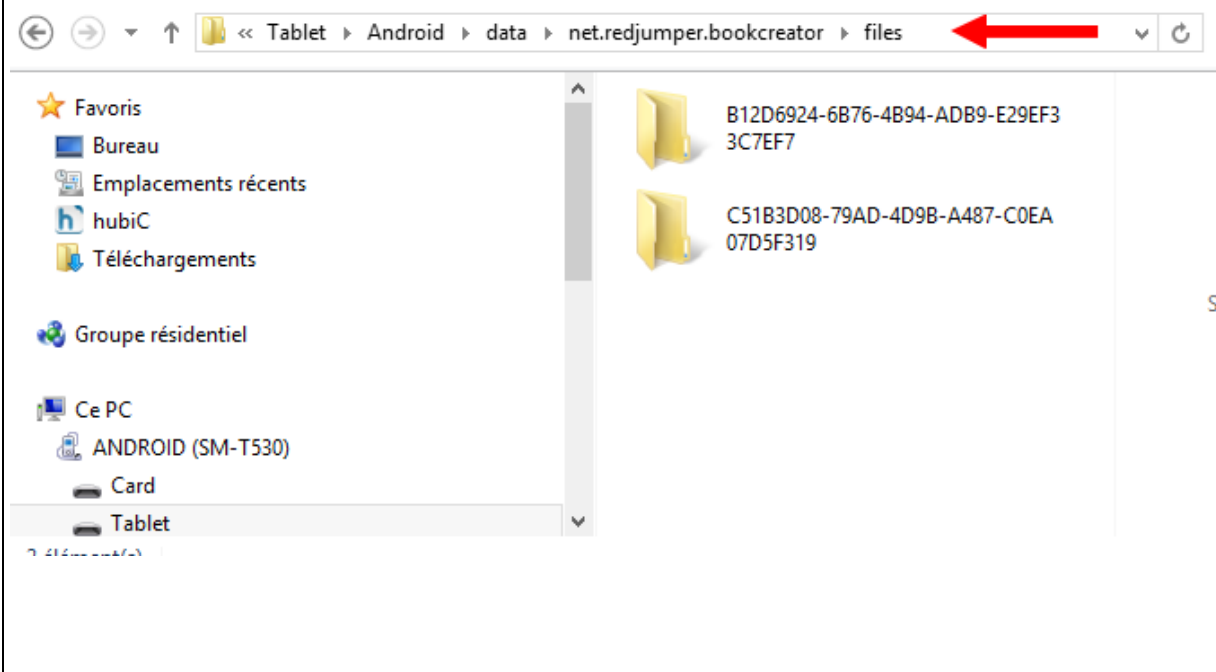 « Tablet Android data net.redjumper.bookcreator files
Favoris
Bureau
Emplacements récents
hubiC
Téléchargements
Groupe résidentiel
Ce PC
ANDROID (SM-T530)
Card
Tablet
B12D6924-6B76-4B94-ADB9-E29EF3
3C7EF7
C51B3D08-79AD-4D9B-A487-C0EA
07D5F319
S